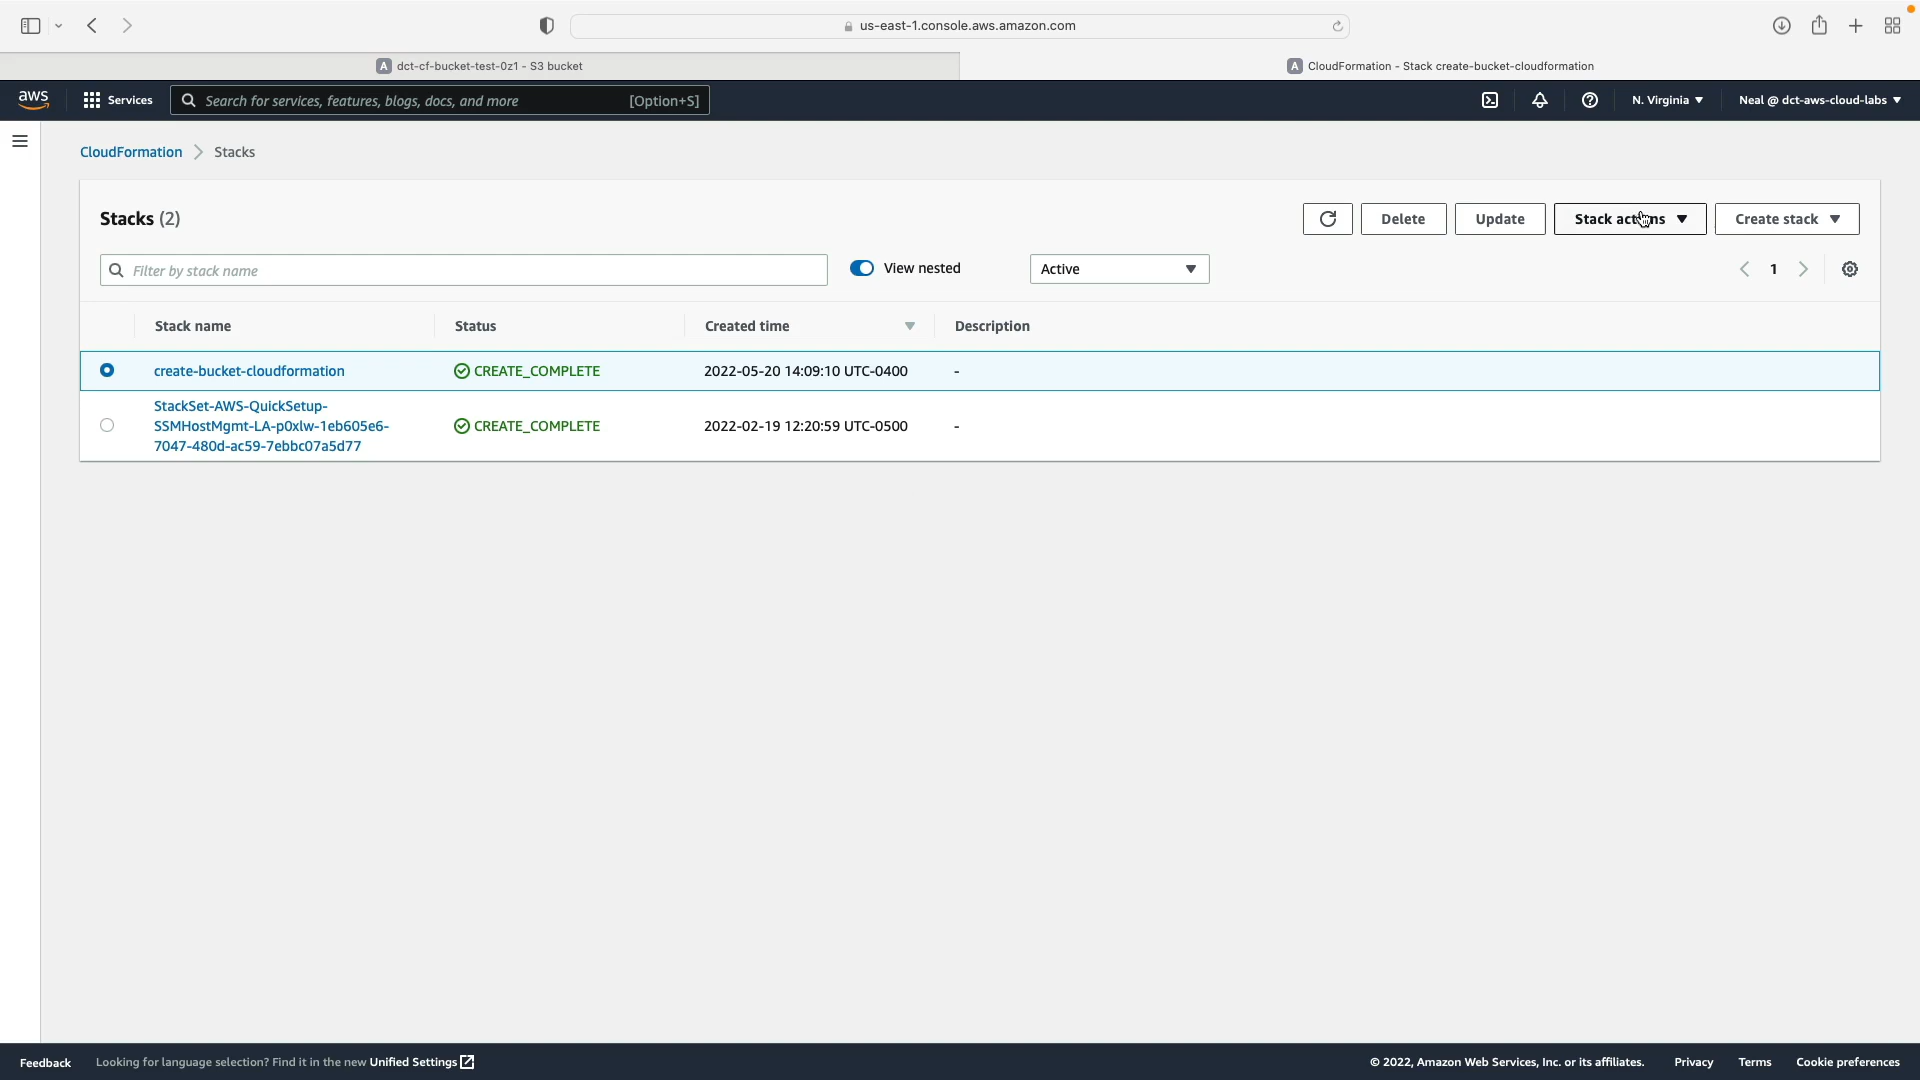 us-east-1.console.aws.amazon.com
A dct-cf-bucket-test-0z1 - S3 bucket
A CloudFormation - Stack create-bucket-cloudformation
aws Services Search for services, features, blogs, docs, and more [Option+S] N. Virginia ▼ Neal @ dct-aws-cloud-labs ▼
CloudFormation > Stacks
Stacks (2) Delete Update Stack actions ▼ Create stack ▼
Filter by stack name View nested Active ▼ < 1 >
Stack name Status Created time ▼ Description
create-bucket-cloudformation CREATE_COMPLETE 2022-05-20 14:09:10 UTC-0400 -
StackSet-AWS-QuickSetup-
SSMHostMgmt-LA-p0xlw-1eb605e6-
7047-480d-ac59-7ebbc07a5d77
CREATE_COMPLETE 2022-02-19 12:20:59 UTC-0500 -
Feedback Looking for language selection? Find it in the new Unified Settings © 2022, Amazon Web Services, Inc. or its affiliates. Privacy Terms Cookie preferences